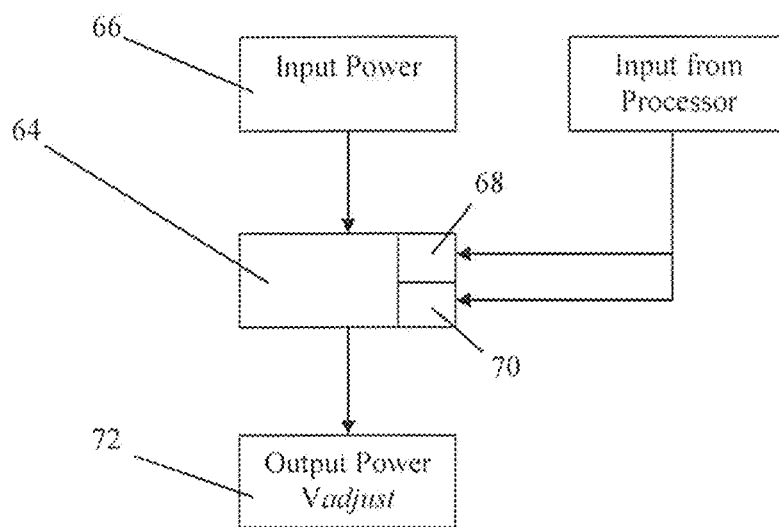 66
Input Power
Input from
Processor
64
68
70
72
Output Power
Vadjust